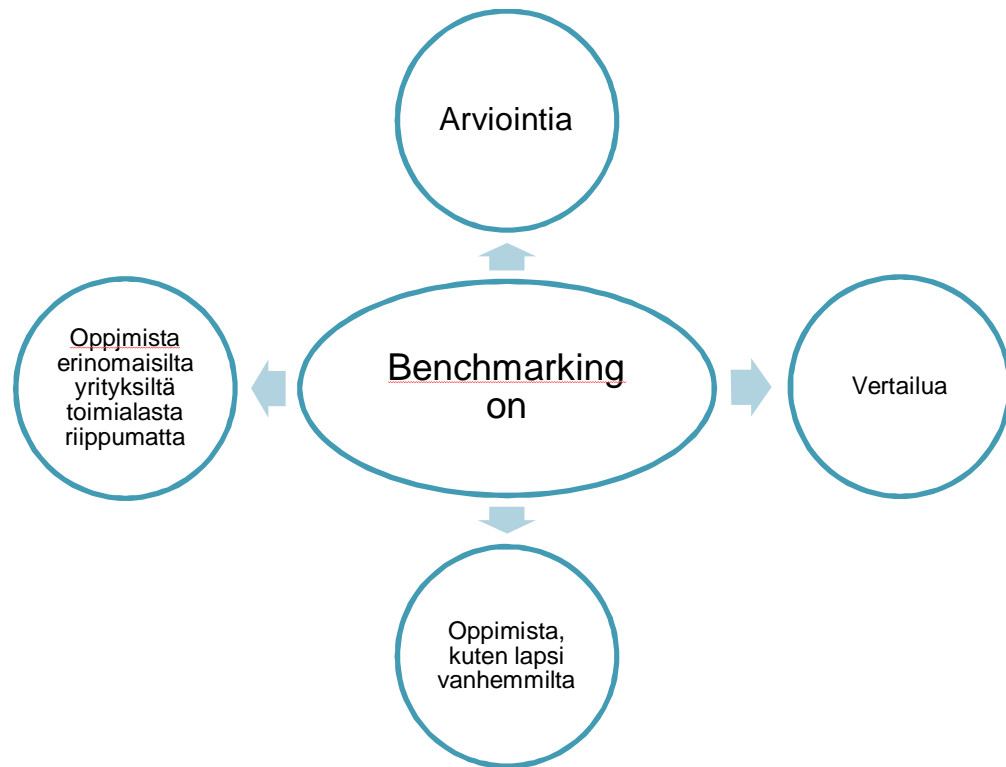 Arviointia
Oppjmista
erinomaisilta
yrityksiltä
toimialasta
riippumatta
Benchmarking
on
Vertailua
Oppimista,
kuten lapsi
vanhemmilta